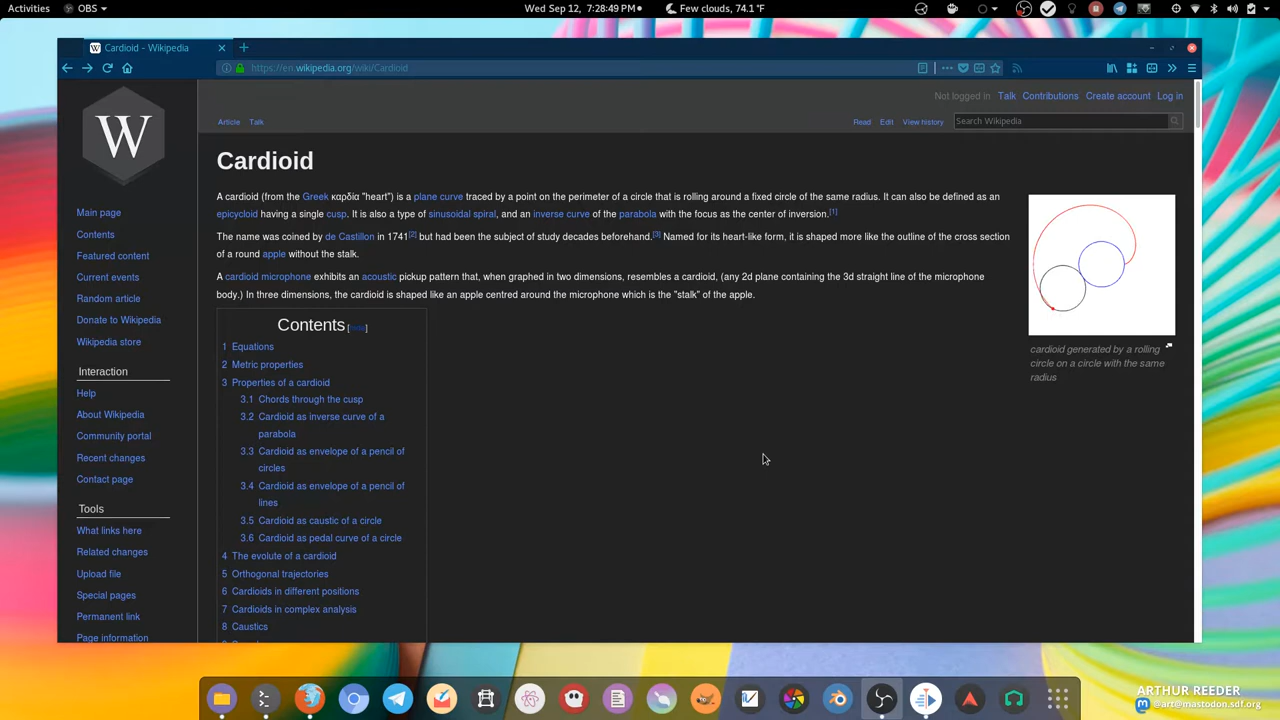 Activities OBS Wed Sep 12, 7:28:49 Few clouds, 74.1 °F
Cardioid - Wikipedia
https://en.wikipedia.org/wiki/Cardioid
W
Not logged in Talk Contributions Create account Log in
Article Talk Read Edit View history Search Wikipedia
Cardioid
A cardioid (from the Greek καρδία "heart") is a plane curve traced by a point on the perimeter of a circle that is rolling around a fixed circle of the same radius. It can also be defined as an
epicycloid having a single cusp. It is also a type of sinusoidal spiral, and an inverse curve of the parabola with the focus as the center of inversion.[1]
The name was coined by de Castillon in 1741[2] but had been the subject of study decades beforehand.[3] Named for its heart-like form, it is shaped more like the outline of the cross section
of a round apple without the stalk.
A cardioid microphone exhibits an acoustic pickup pattern that, when graphed in two dimensions, resembles a cardioid, (any 2d plane containing the 3d straight line of the microphone
body.) In three dimensions, the cardioid is shaped like an apple centred around the microphone which is the "stalk" of the apple.
cardioid generated by a rolling
circle on a circle with the same
radius
Main page
Contents
Featured content
Current events
Random article
Donate to Wikipedia
Wikipedia store
Interaction
Help
About Wikipedia
Community portal
Recent changes
Contact page
Tools
What links here
Related changes
Upload file
Special pages
Permanent link
Page information
Contents [hide]
1 Equations
2 Metric properties
3 Properties of a cardioid
3.1 Chords through the cusp
3.2 Cardioid as inverse curve of a
parabola
3.3 Cardioid as envelope of a pencil of
circles
3.4 Cardioid as envelope of a pencil of
lines
3.5 Cardioid as caustic of a circle
3.6 Cardioid as pedal curve of a circle
4 The evolute of a cardioid
5 Orthogonal trajectories
6 Cardioids in different positions
7 Cardioids in complex analysis
8 Caustics
ARTHUR REEDER
@art@mastodon.sdf.org